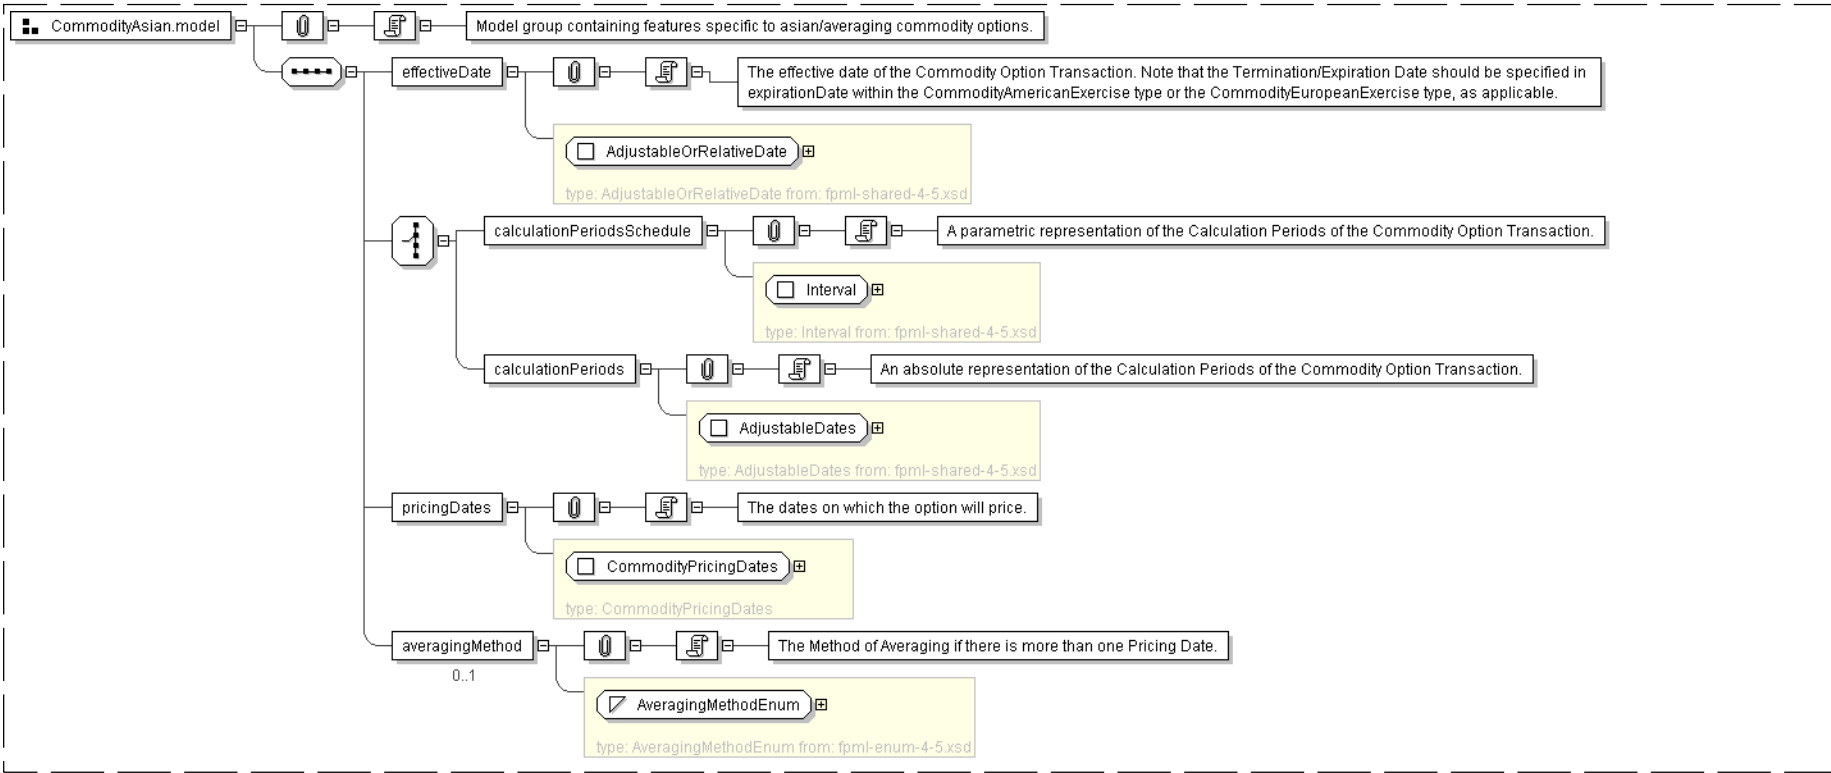 CommodityAsian.model
Model group containing features specific to asian/averaging commodity options.
effectiveDate
The effective date of the Commodity Option Transaction. Note that the Termination/Expiration Date should be specified in
expirationDate within the CommodityAmericanExercise type or the CommodityEuropeanExercise type, as applicable.
AdjustableOrRelativeDate
type: AdjustableOrRelativeDate from: fpml-shared-4-5.xsd
calculationPeriodsSchedule
A parametric representation of the Calculation Periods of the Commodity Option Transaction.
Interval
type: Interval from: fpml-shared-4-5.xsd
calculationPeriods
An absolute representation of the Calculation Periods of the Commodity Option Transaction.
AdjustableDates
type: AdjustableDates from: fpml-shared-4-5.xsd
pricingDates
The dates on which the option will price.
CommodityPricingDates
type: CommodityPricingDates
averagingMethod
The Method of Averaging if there is more than one Pricing Date.
0..1
AveragingMethodEnum
type: AveragingMethodEnum from: fpml-enum-4-5.xsd